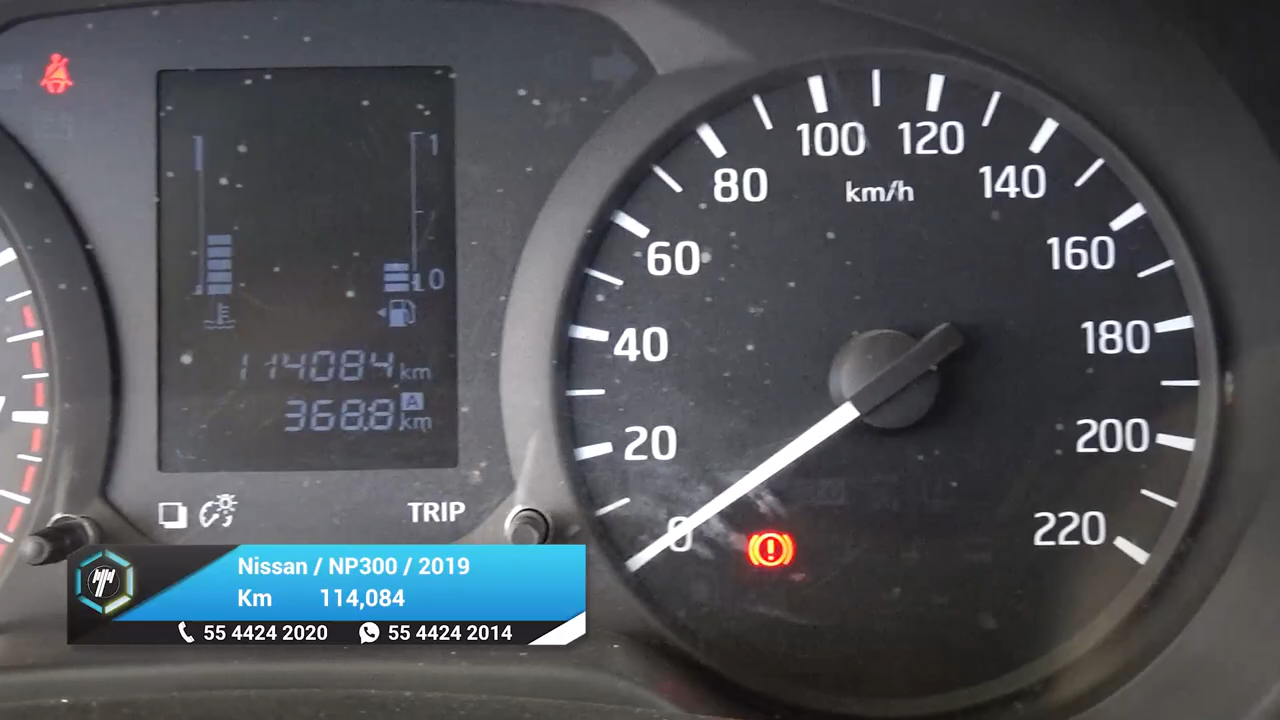 1
0
114084 km
A
368.8 km
TRIP
0
20
40
60
80
100
120
140
160
180
200
220
km/h
Nissan / NP300 / 2019
Km 114,084
55 4424 2020 55 4424 2014